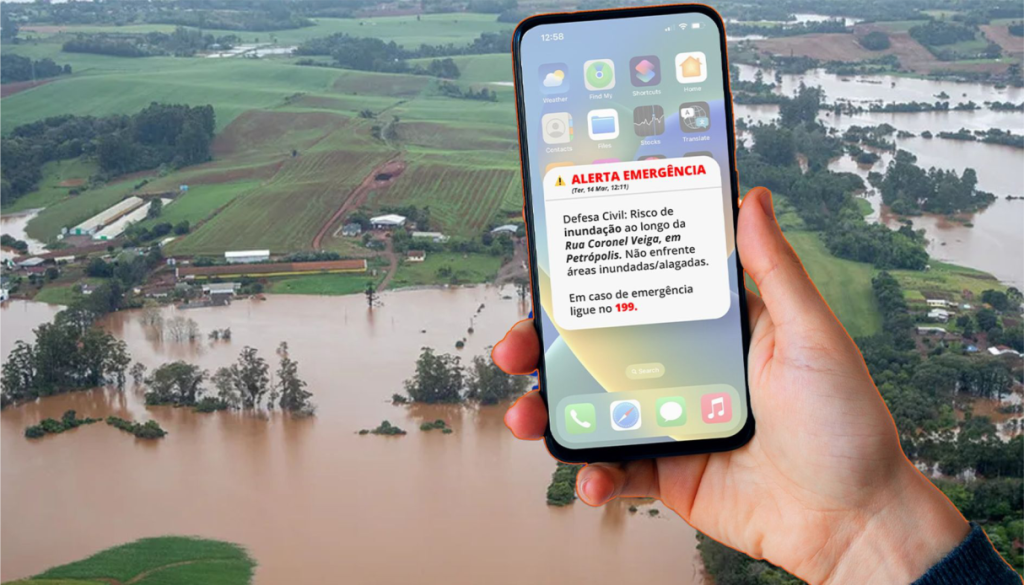 12:58
Weather
Find My
Shortcuts
Home
Contacts
Files
Stocks
Translate
⚠ ALERTA EMERGÊNCIA
(Ter, 14 Mar, 12:11)
Defesa Civil: Risco de
inundação ao longo da
Rua Coronel Veiga, em
Petrópolis. Não enfrente
áreas inundadas/alagadas.
Em caso de emergência
ligue no 199.
Search